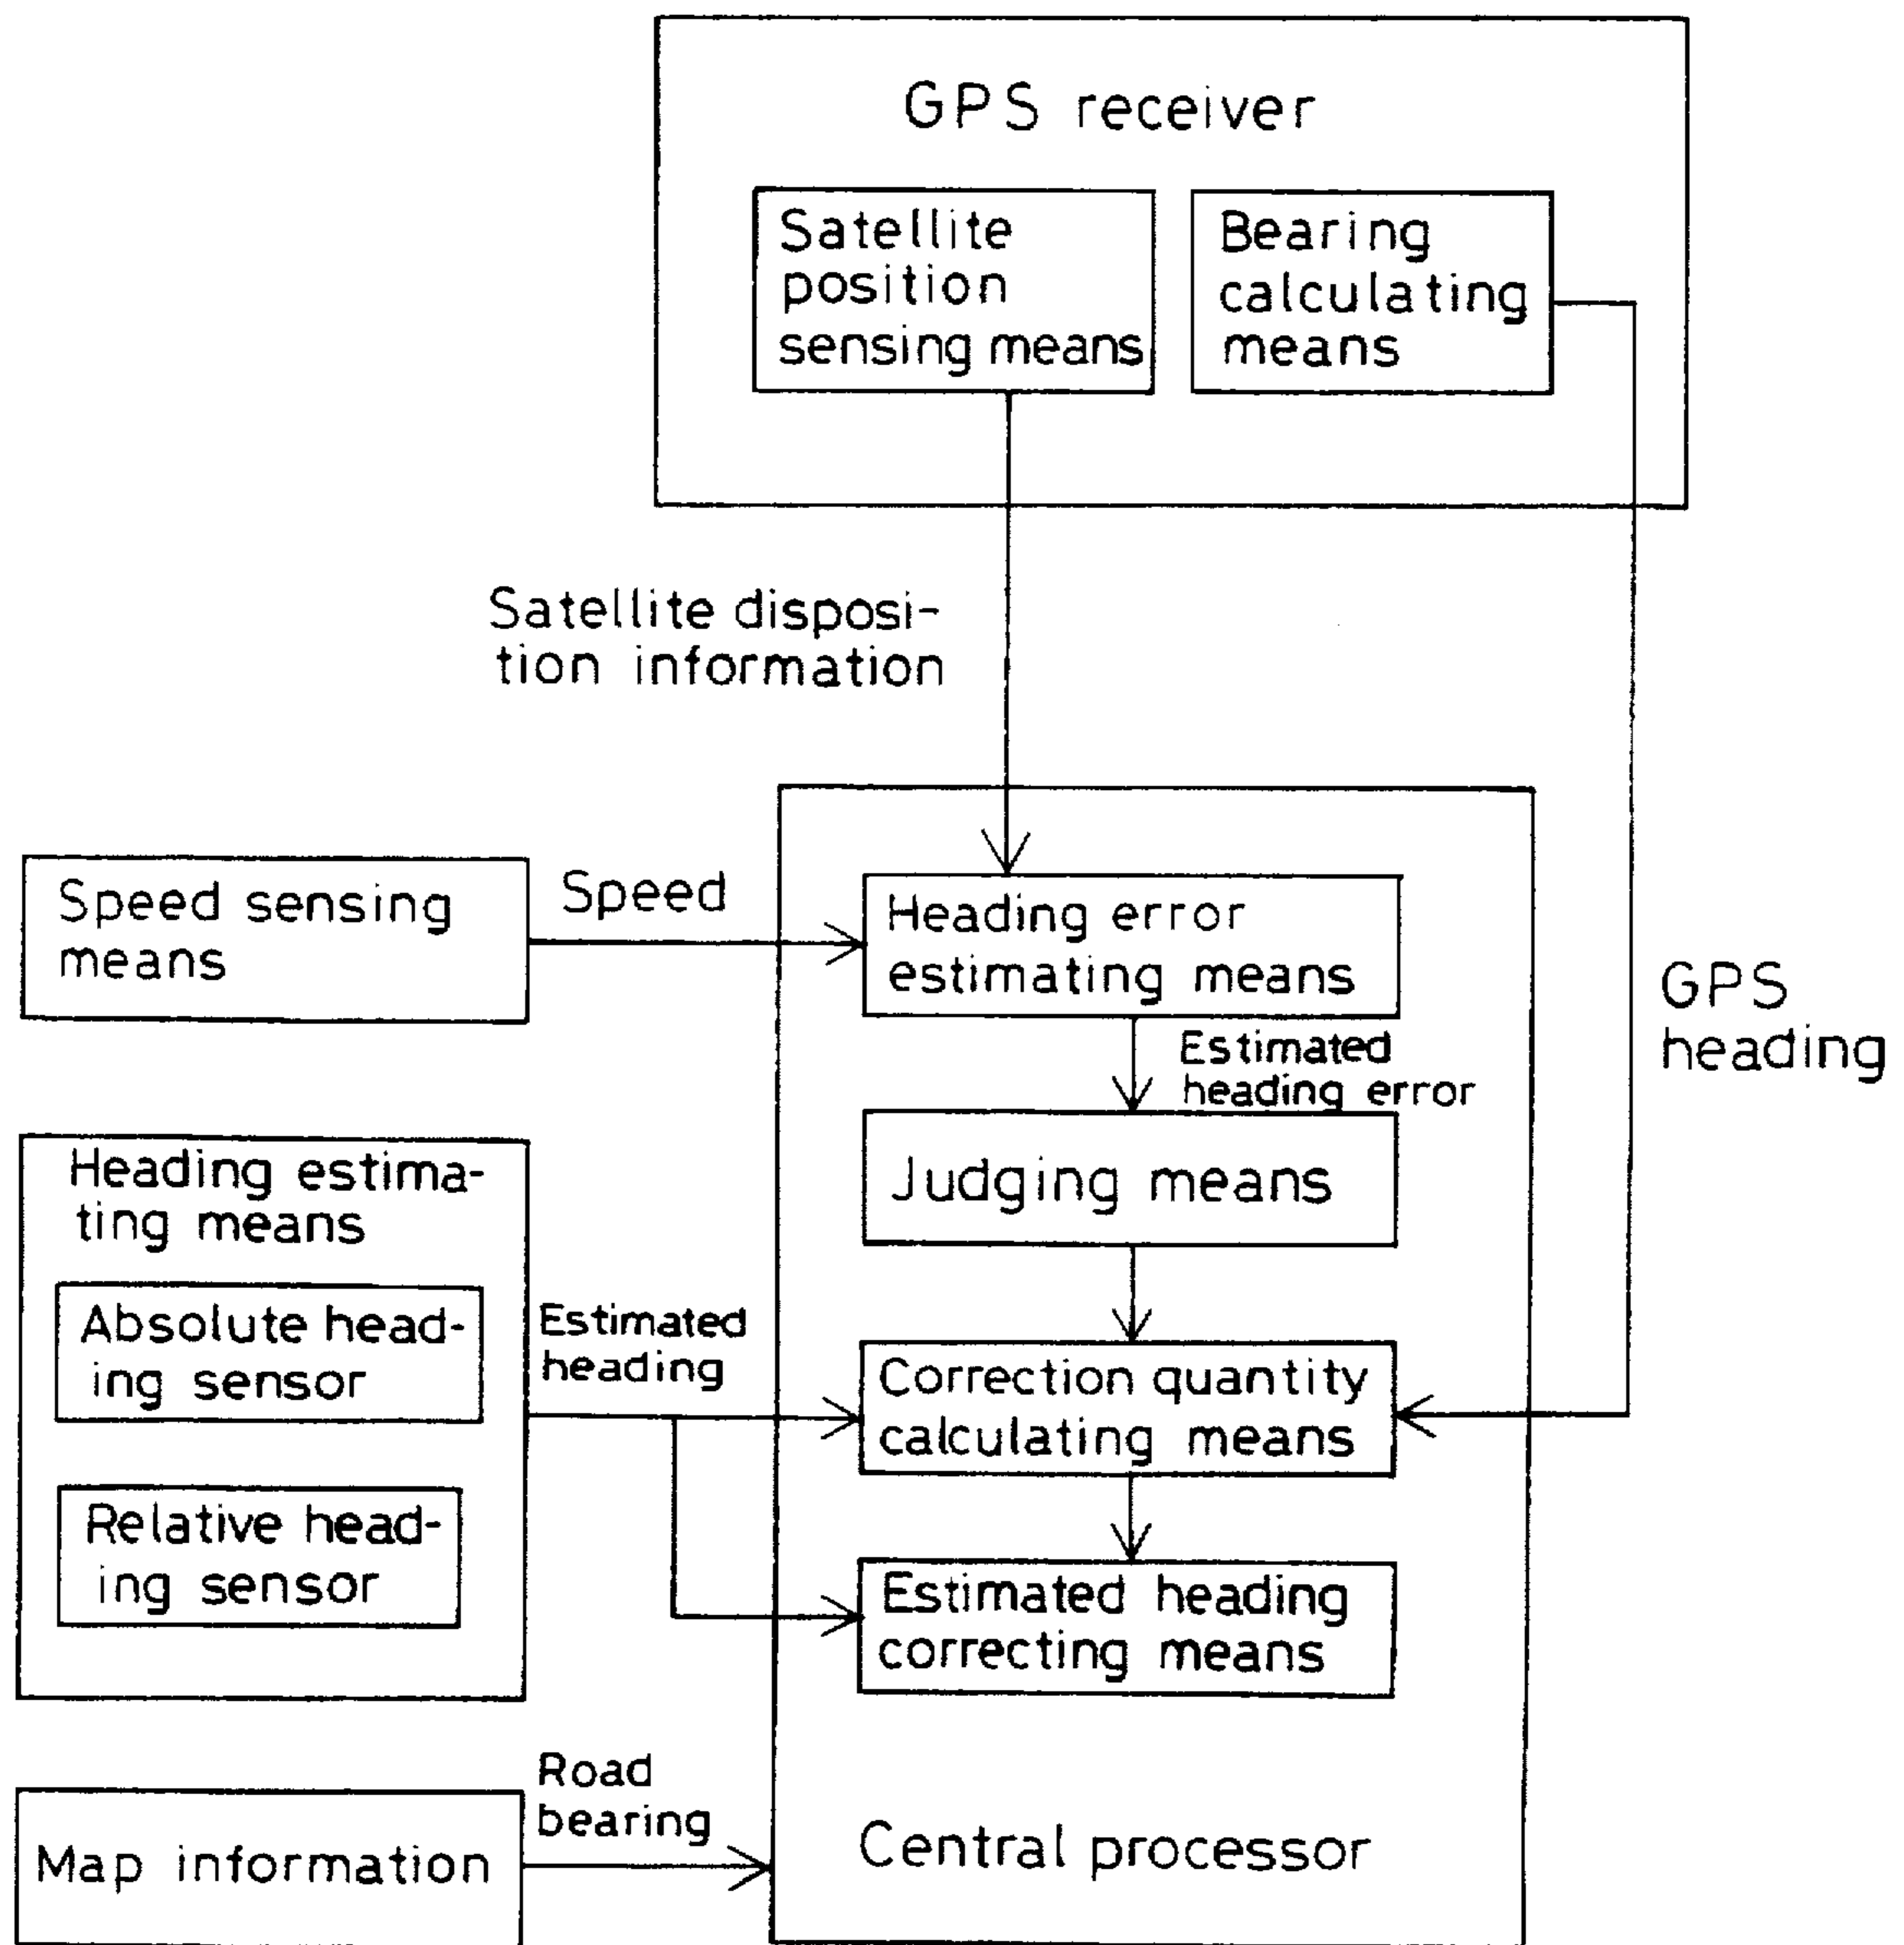 GPS receiver
Satellite
position
sensing means
Bearing
calculating
means
Satellite disposi-
tion information
Speed sensing
means
Speed
Heading error
estimating means
GPS
heading
Estimated
heading error
Judging means
Heading estima-
ting means
Absolute head-
ing sensor
Relative head-
ing sensor
Estimated
heading
Correction quantity
calculating means
Estimated heading
correcting means
Map information
Road
bearing
Central processor